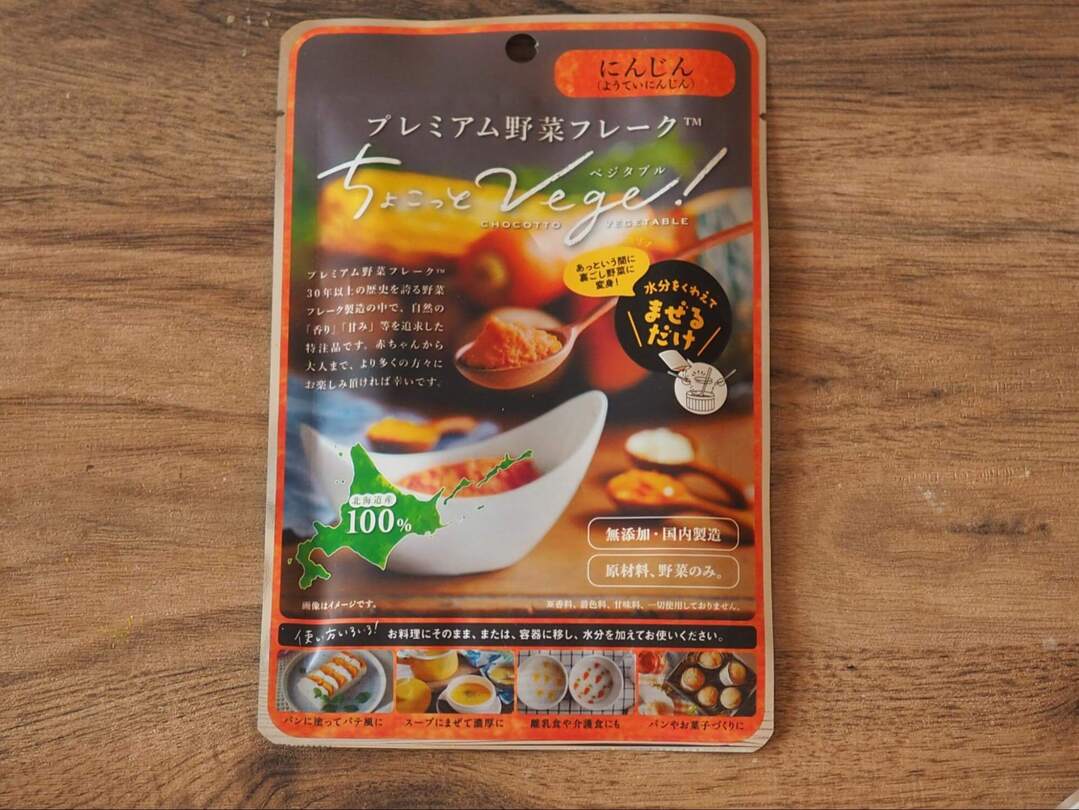 にんじん
(ようていにんじん)
プレミアム野菜フレーク™
ちょこっとVege!
ベジタブル
CHOCOTTO VEGETABLE
プレミアム野菜フレーク™
30年以上の歴史を誇る野菜
フレーク製造の中で、自然の
「香り」「甘み」等を追求した
特注品です。赤ちゃんから
大人まで、より多くの方々に
お楽しみ頂ければ幸いです。
あっという間に
裏ごし野菜に
変身!
水分をくわえて
まぜる
だけ
北海道産
100%
無添加・国内製造
原材料、野菜のみ。
画像はイメージです。
※香料、着色料、甘味料、一切使用しておりません。
使い方いろいろ!
お料理にそのまま、または、容器に移し、水分を加えてお使いください。
パンに塗ってパテ風に
スープにまぜて濃厚に
離乳食や介護食にも
パンやお菓子づくりに